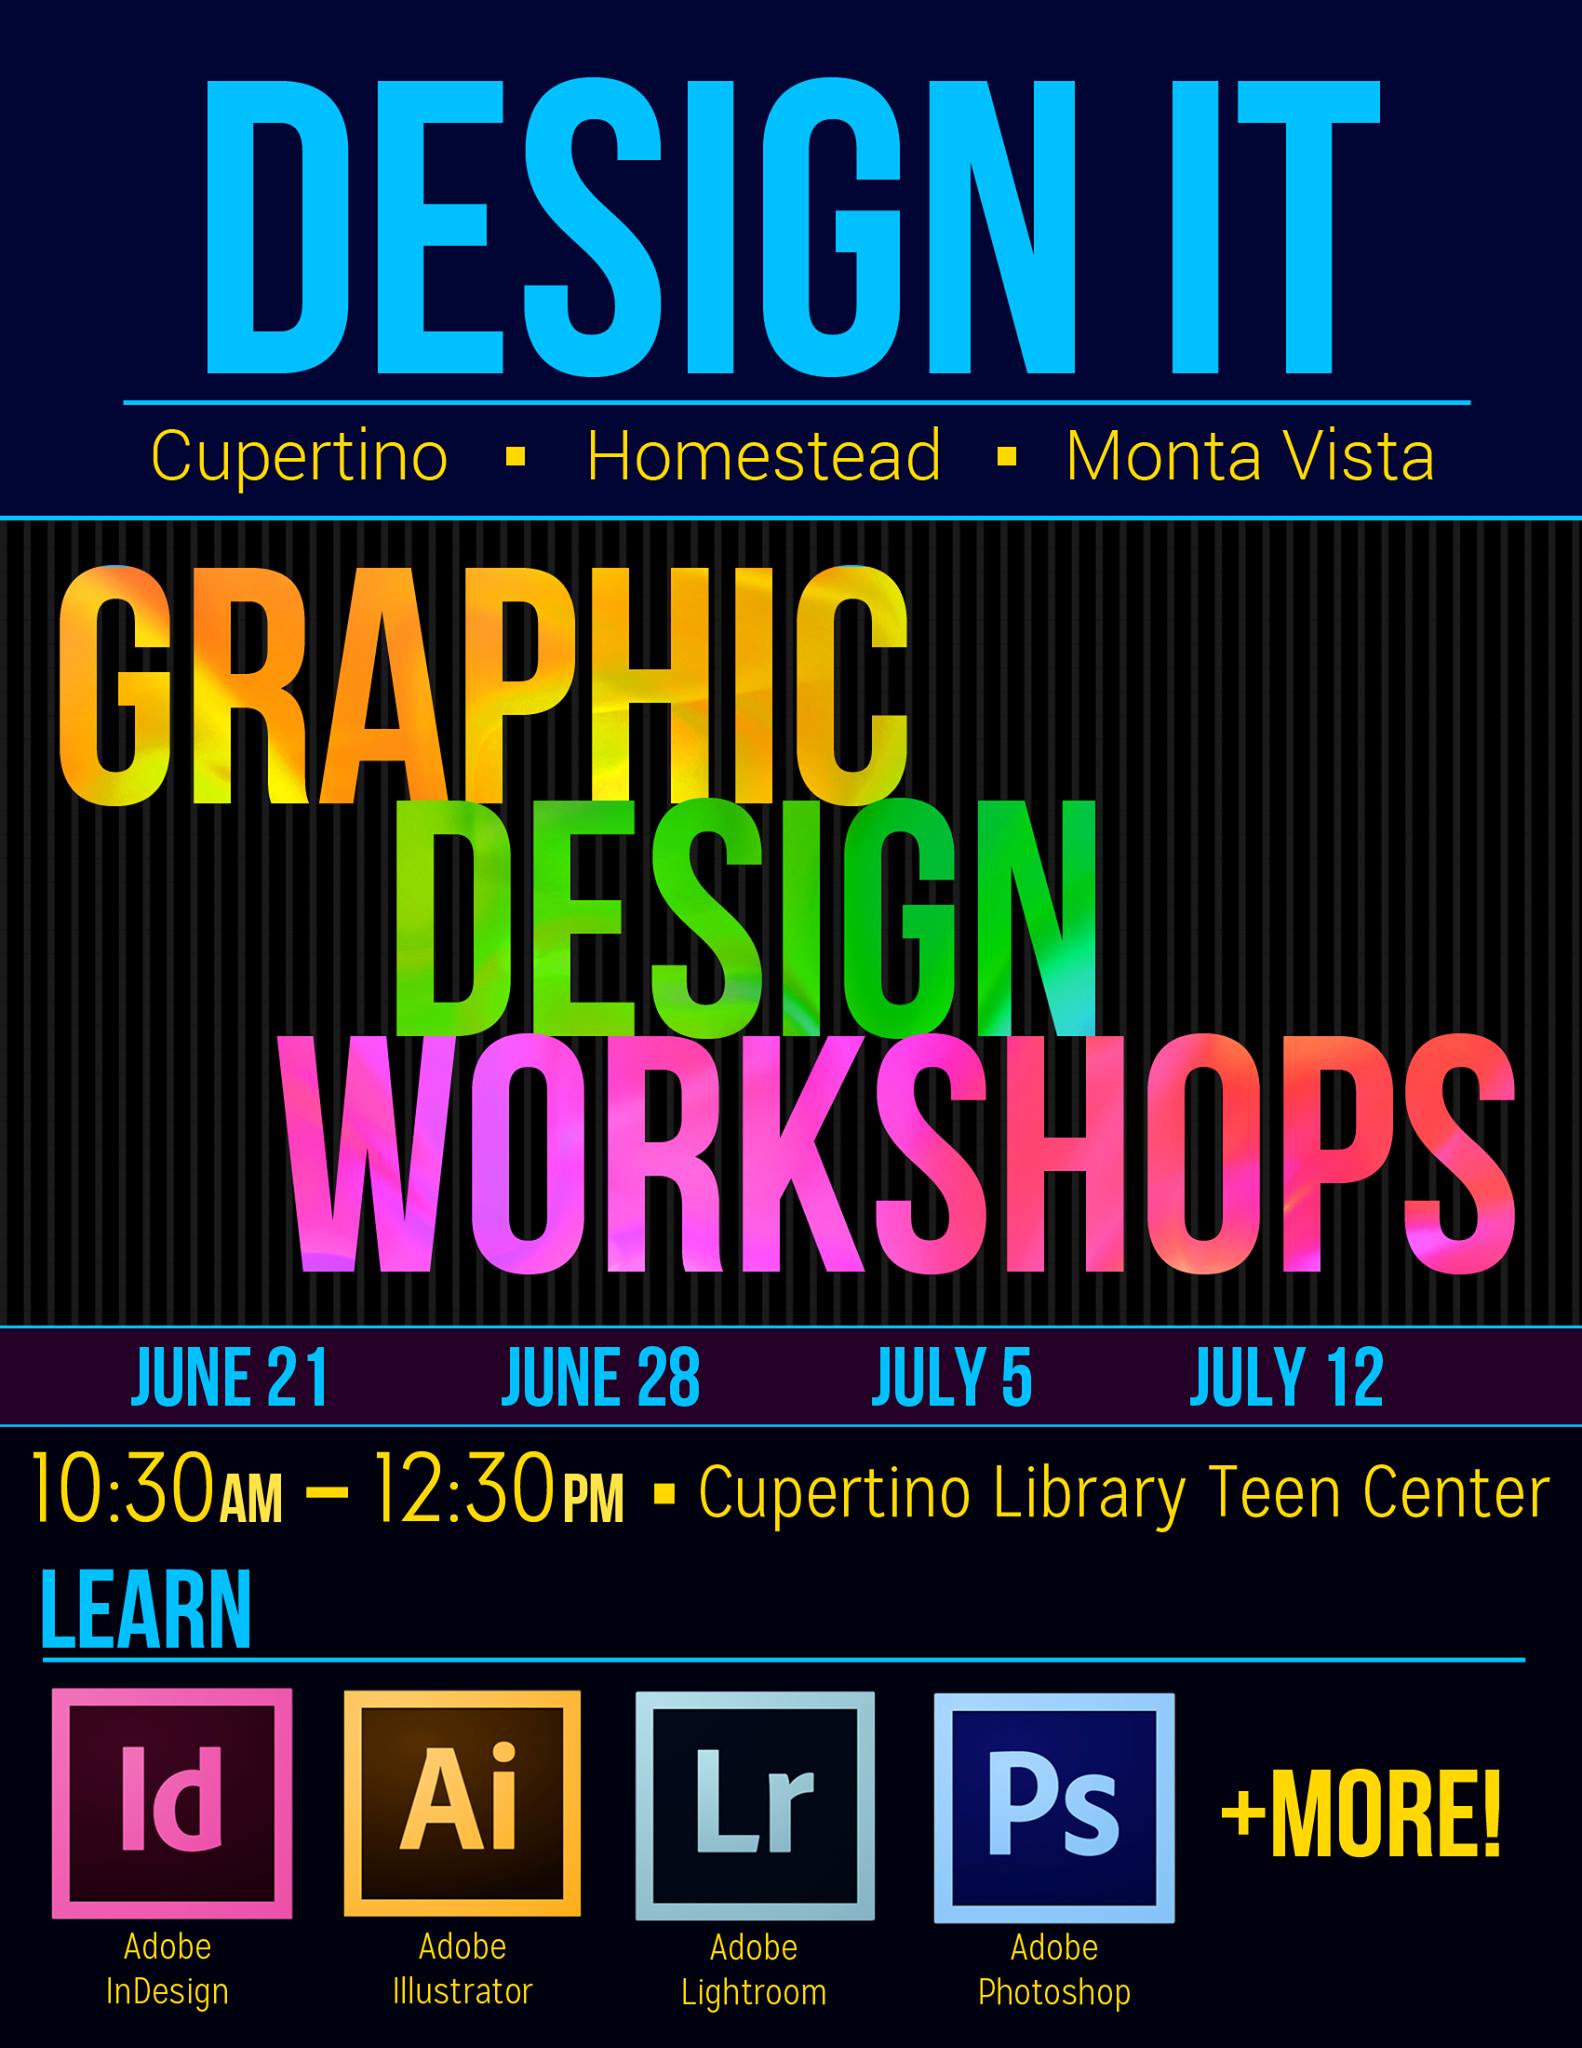 DESIGN IT
Cupertino ▪ Homestead ▪ Monta Vista
GRAPHIC
DESIGN
WORKSHOPS
JUNE 21 JUNE 28 JULY 5 JULY 12
10:30AM – 12:30PM ▪ Cupertino Library Teen Center
LEARN
Id Ai Lr Ps +MORE!
Adobe Adobe Adobe Adobe
InDesign Illustrator Lightroom Photoshop